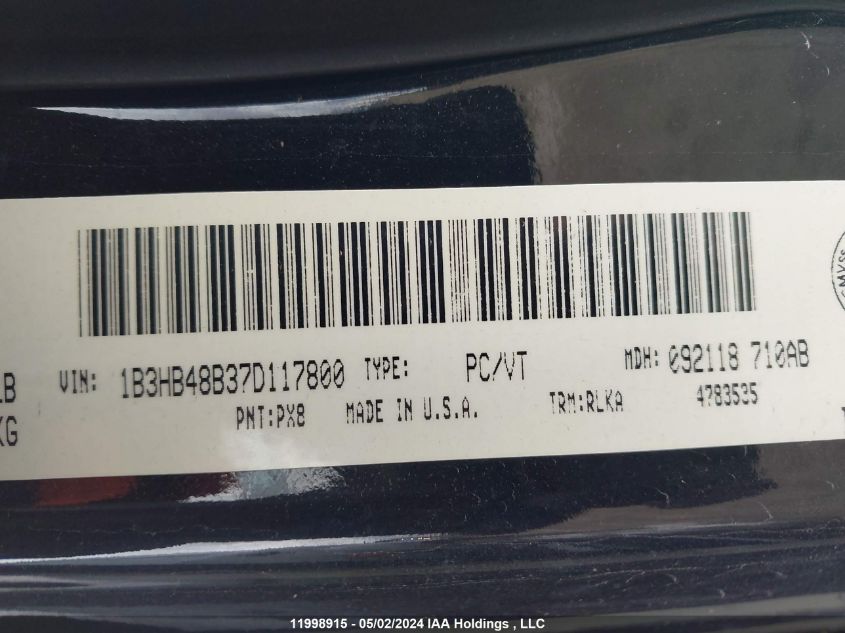 LB VIN: 1B3HB48B37D117800 TYPE: PC/VT MDH: 092118 710AB
KG PNT:PX8 MADE IN U.S.A. TRM:RLKA 4783535
CMVSS
11998915 - 05/02/2024 IAA Holdings , LLC